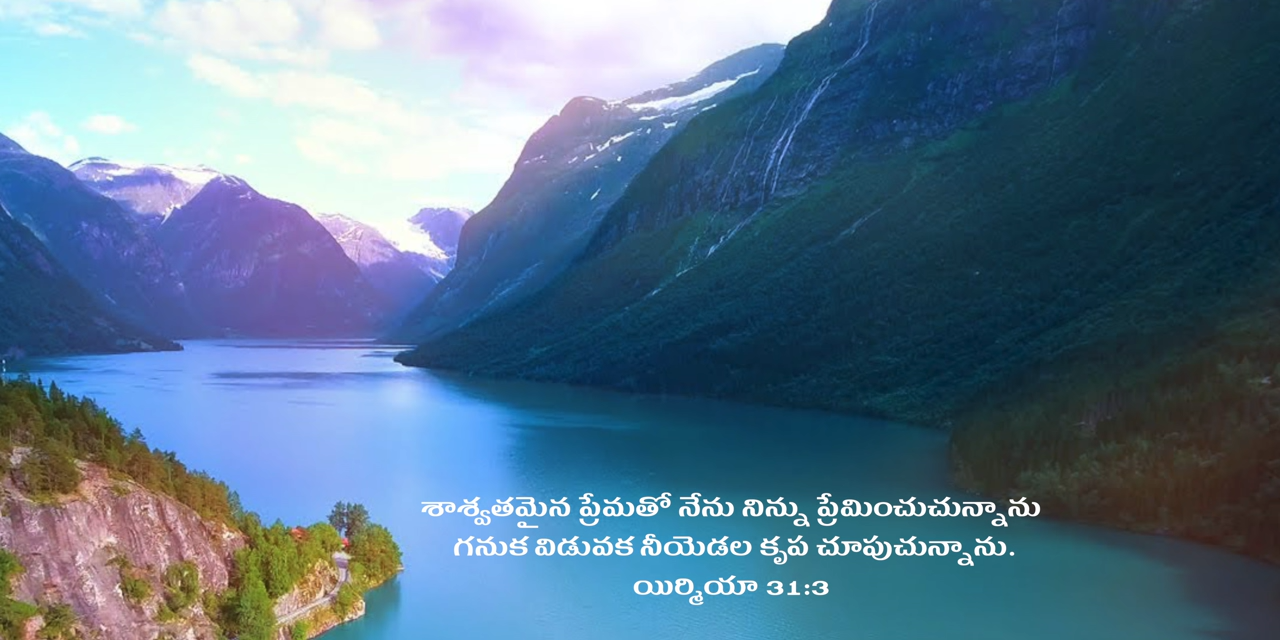 శాశ్వతమైన ప్రేమతో నేను నిన్ను ప్రేమించుచున్నాను
గనుక విడువక నీయెడల కృప చూపుచున్నాను.
యిర్మియా 31:3